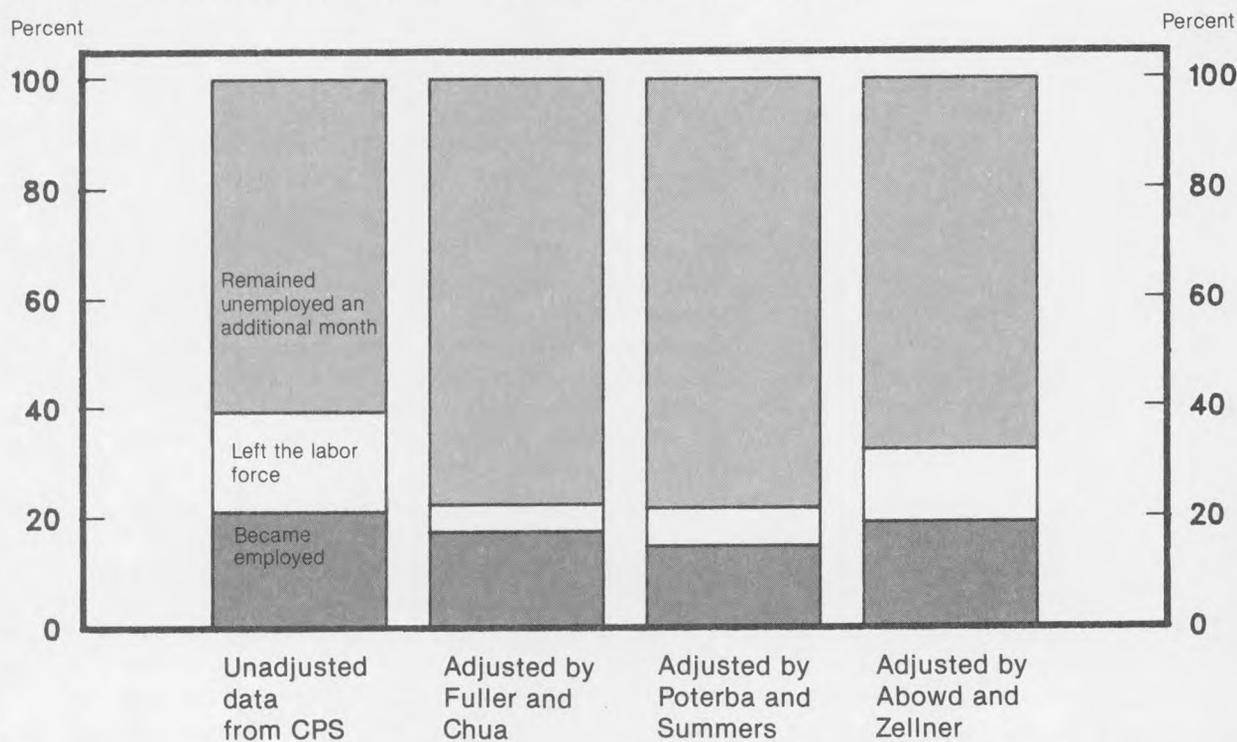 Percent
Percent
100
80
60
40
20
0
Remained
unemployed an
additional month
Left the labor
force
Became
employed
100
80
60
40
20
0
Unadjusted
data
from CPS
Adjusted by
Fuller and
Chua
Adjusted by
Poterba and
Summers
Adjusted by
Abowd and
Zellner